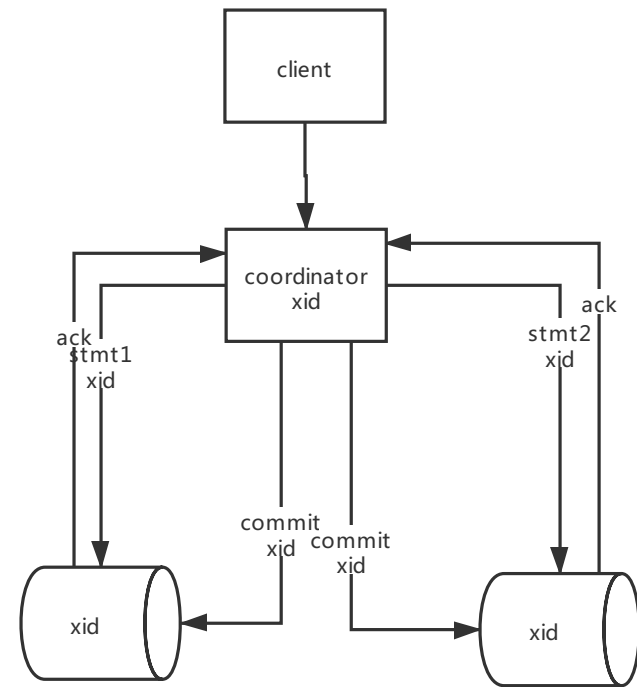 client
coordinator
xid
ack
ack
stmt1
xid
stmt2
xid
commit
xid
commit
xid
xid
xid